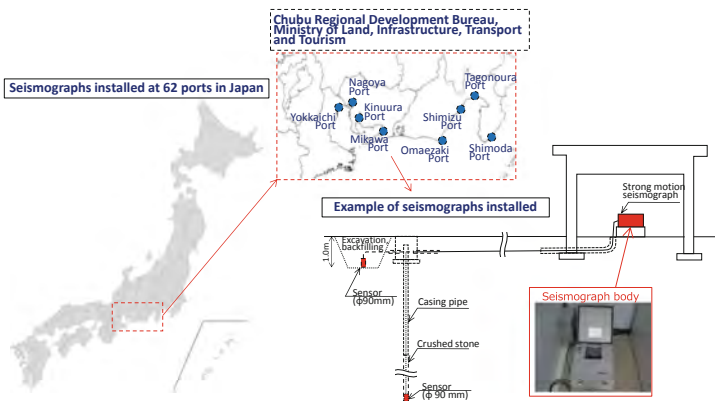 Chubu Regional Development Bureau,
Ministry of Land, Infrastructure, Transport
and Tourism
Seismographs installed at 62 ports in Japan
Nagoya
Port
Tagonoura
Port
Yokkaichi
Port
Kinuura
Port
Shimizu
Port
Mikawa
Port
Omaezaki
Port
Shimoda
Port
Example of seismographs installed
Strong motion
seismograph
Excavation
backfilling
1.0m
Sensor
(φ90mm)
Casing pipe
Crushed stone
Sensor
(φ 90 mm)
Seismograph body